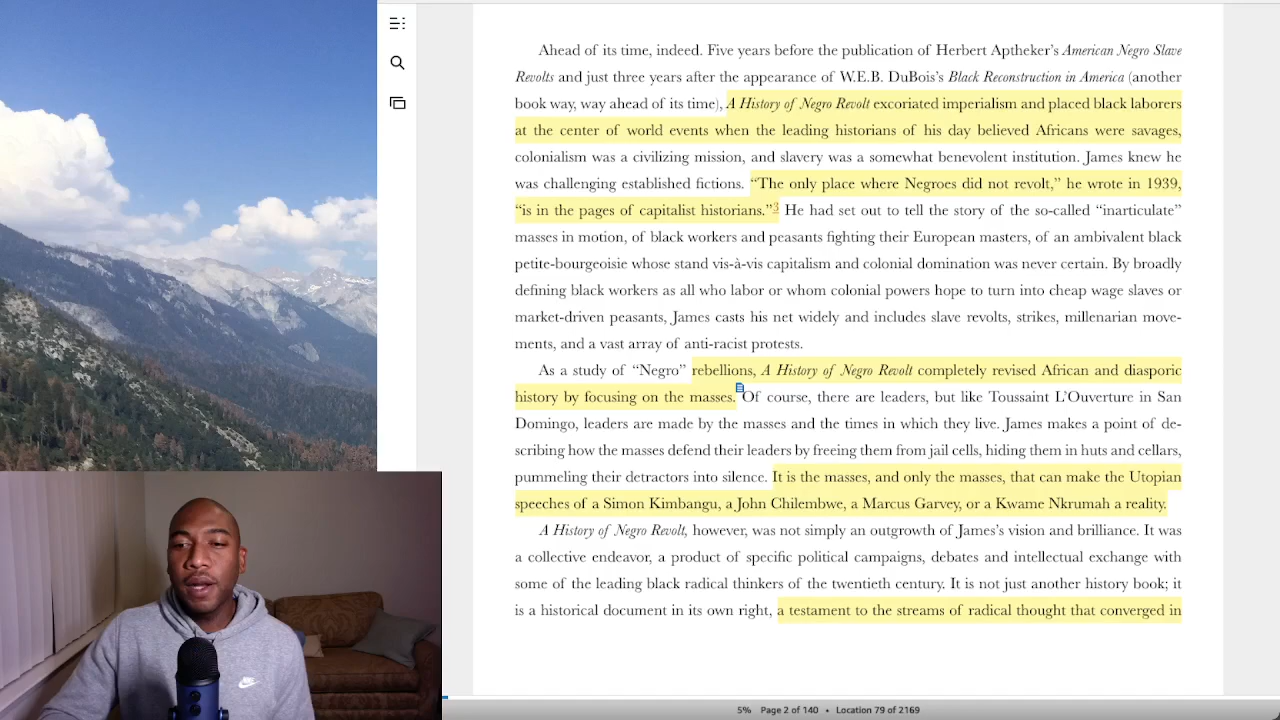 Ahead of its time, indeed. Five years before the publication of Herbert Aptheker’s American Negro Slave
Revolts and just three years after the appearance of W.E.B. DuBois’s Black Reconstruction in America (another
book way, way ahead of its time), A History of Negro Revolt excoriated imperialism and placed black laborers
at the center of world events when the leading historians of his day believed Africans were savages,
colonialism was a civilizing mission, and slavery was a somewhat benevolent institution. James knew he
was challenging established fictions. “The only place where Negroes did not revolt,” he wrote in 1939,
“is in the pages of capitalist historians.”3 He had set out to tell the story of the so-called “inarticulate”
masses in motion, of black workers and peasants fighting their European masters, of an ambivalent black
petite-bourgeoisie whose stand vis-à-vis capitalism and colonial domination was never certain. By broadly
defining black workers as all who labor or whom colonial powers hope to turn into cheap wage slaves or
market-driven peasants, James casts his net widely and includes slave revolts, strikes, millenarian move-
ments, and a vast array of anti-racist protests.
As a study of “Negro” rebellions, A History of Negro Revolt completely revised African and diasporic
history by focusing on the masses. Of course, there are leaders, but like Toussaint L’Ouverture in San
Domingo, leaders are made by the masses and the times in which they live. James makes a point of de-
scribing how the masses defend their leaders by freeing them from jail cells, hiding them in huts and cellars,
pummeling their detractors into silence. It is the masses, and only the masses, that can make the Utopian
speeches of a Simon Kimbangu, a John Chilembwe, a Marcus Garvey, or a Kwame Nkrumah a reality.
A History of Negro Revolt, however, was not simply an outgrowth of James’s vision and brilliance. It was
a collective endeavor, a product of specific political campaigns, debates and intellectual exchange with
some of the leading black radical thinkers of the twentieth century. It is not just another history book; it
is a historical document in its own right, a testament to the streams of radical thought that converged in
5% Page 2 of 140 • Location 79 of 2169